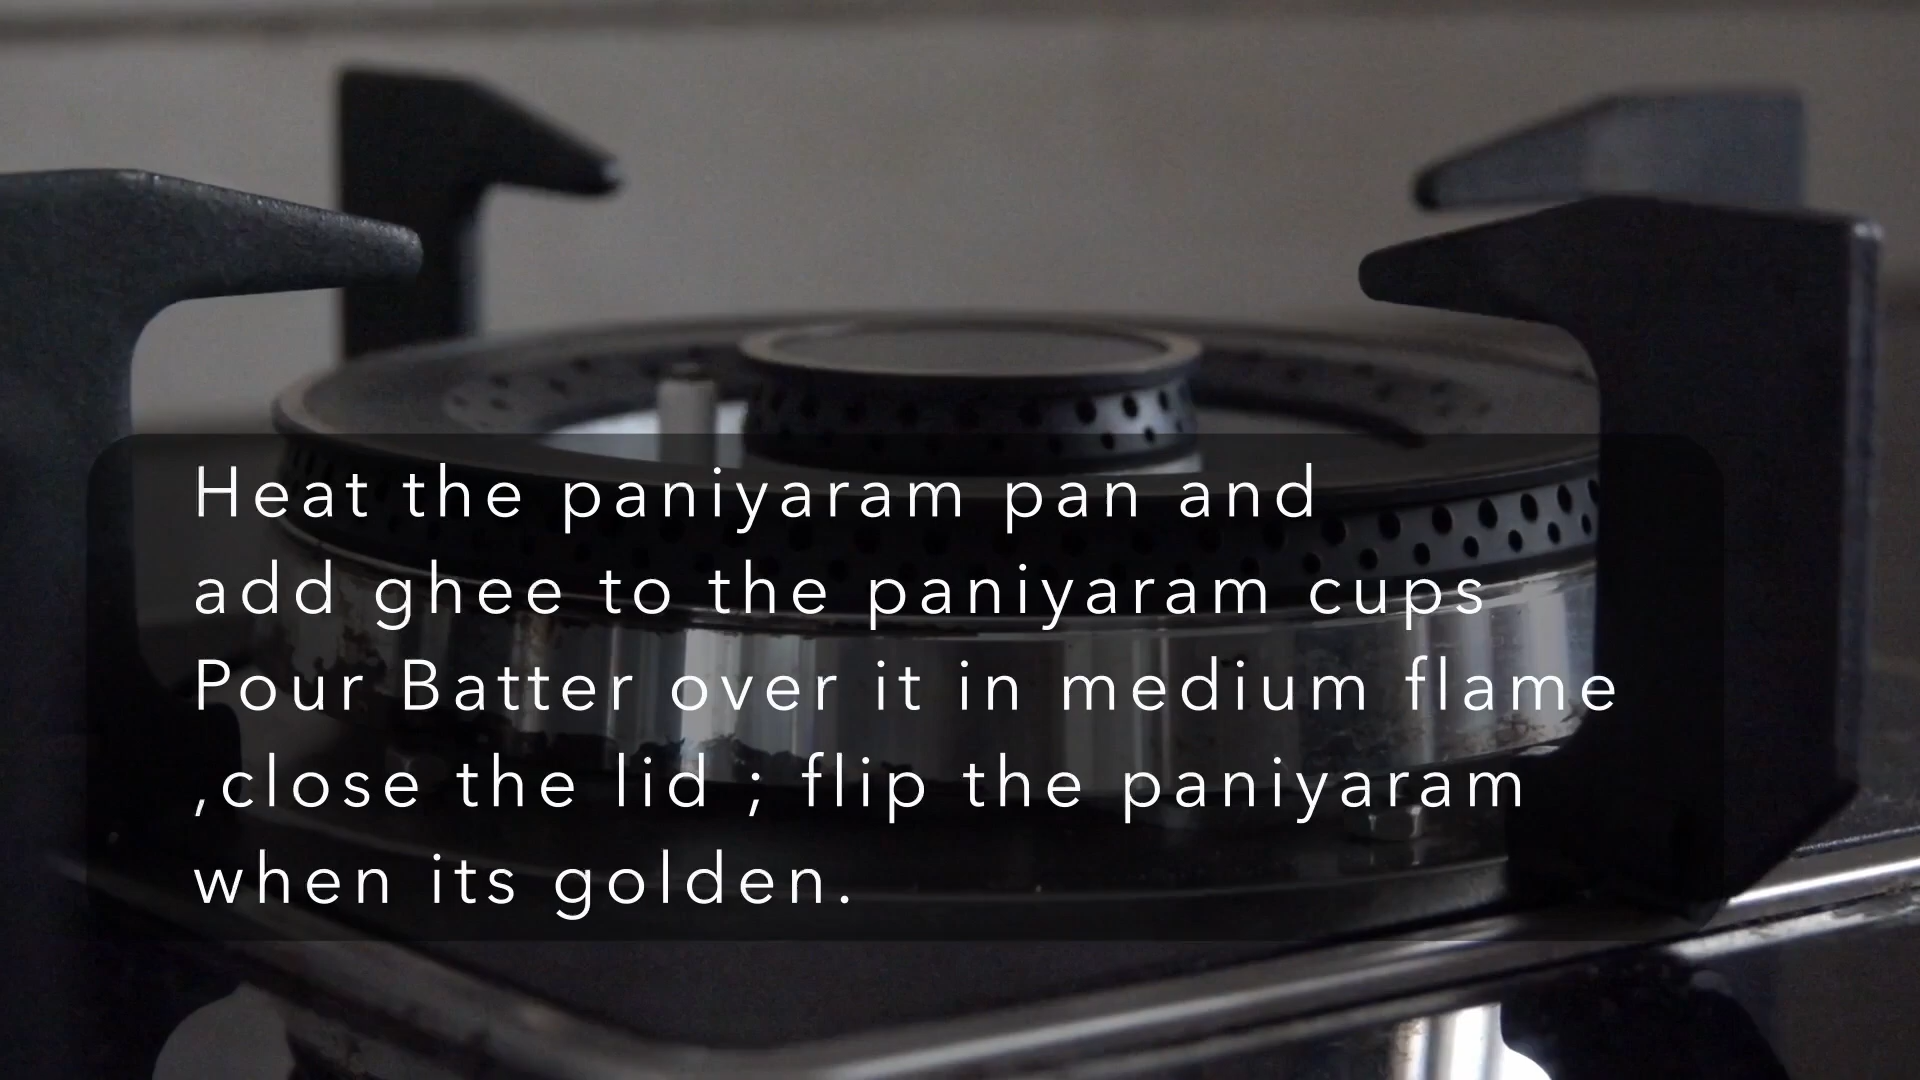 Heat the paniyaram pan and
add ghee to the paniyaram cups
Pour Batter over it in medium flame
,close the lid ; flip the paniyaram
when its golden.